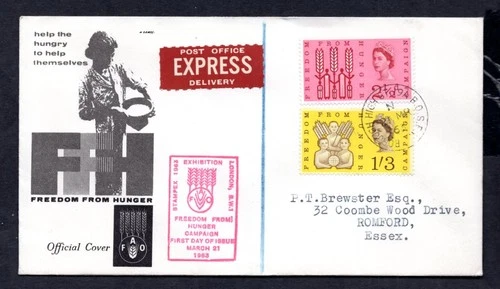 help the
hungry
to help
themselves
POST OFFICE
EXPRESS
DELIVERY
FFH
FREEDOM FROM HUNGER
Official Cover
F A O
STAMPEX 1963
EXHIBITION
LONDON, S.W.1
FREEDOM FROM
HUNGER
CAMPAIGN
FIRST DAY OF ISSUE
MARCH 21
1963
FREEDOM FROM HUNGER CAMPAIGN
2½D
FREEDOM FROM HUNGER CAMPAIGN
1'3
P.T.Brewster Esq.,
32 Coombe Wood Drive,
ROMFORD,
Essex.